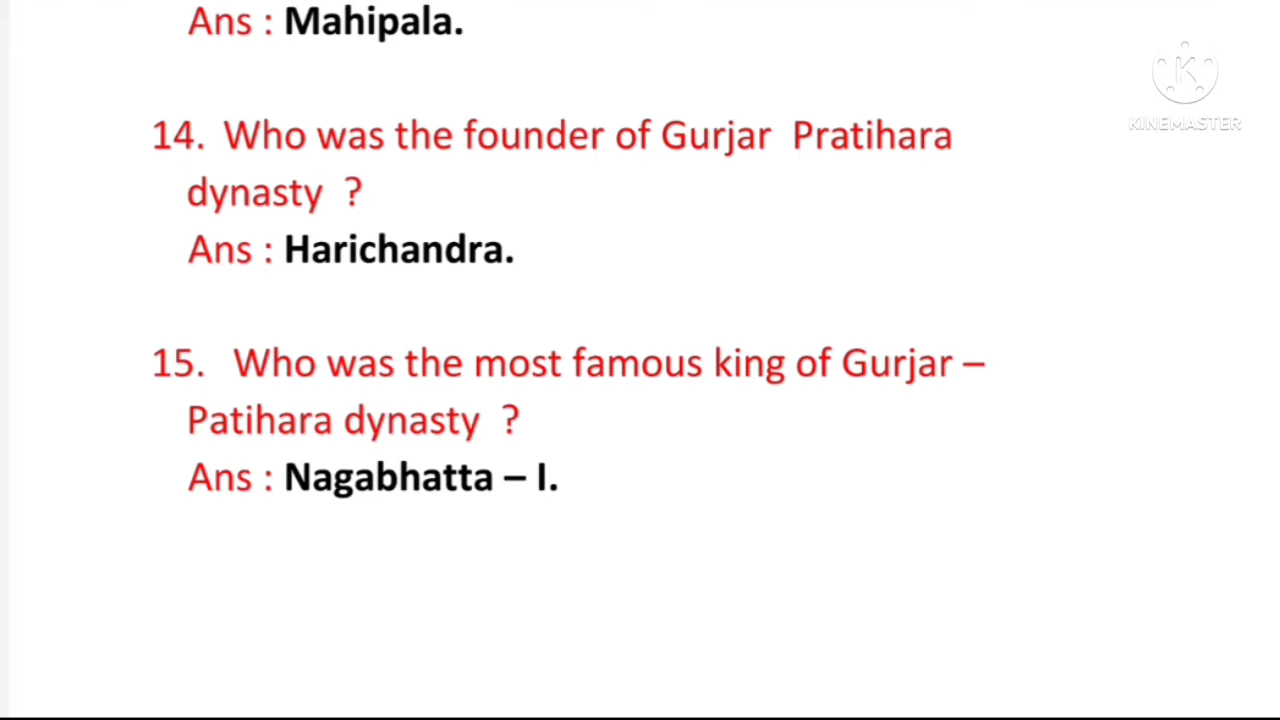 Ans : Mahipala.
14. Who was the founder of Gurjar Pratihara
dynasty ?
Ans : Harichandra.
15. Who was the most famous king of Gurjar –
Patihara dynasty ?
Ans : Nagabhatta – I.
K
KINEMASTER